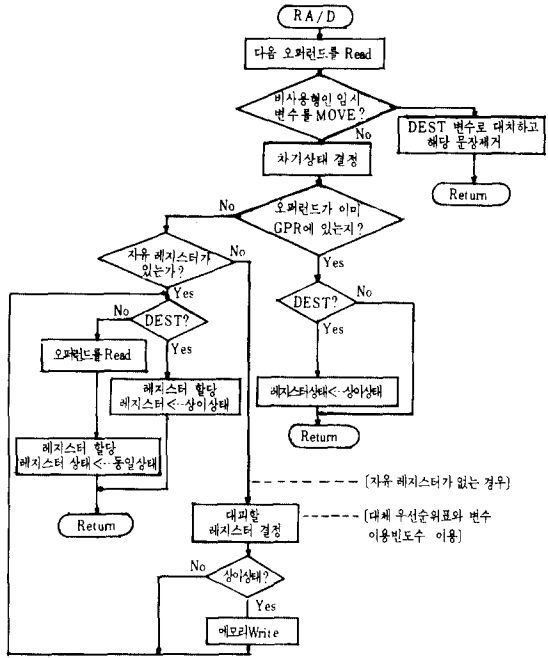 RA/D
다음 오퍼런드를 Read
비사용형인 임시
변수를 MOVE?
No
DEST 변수로 대치하고
해당 문장제거
Return
차기상태 결정
오퍼런드가 이미
GPR에 있는지?
No
Yes
자유 레지스터가
있는가?
No
Yes
DEST?
No
Yes
DEST?
No
Yes
오퍼런드를 Read
레지스터 할당
레지스터<--상이상태
레지스터상태<--상이상태
Return
레지스터 할당
레지스터 상태<--동일상태
Return
[자유 레지스터가 없는 경우]
대피할
레지스터 결정
[대체 우선순위표와 변수
이용빈도수 이용]
상이상태?
No
Yes
메모리Write